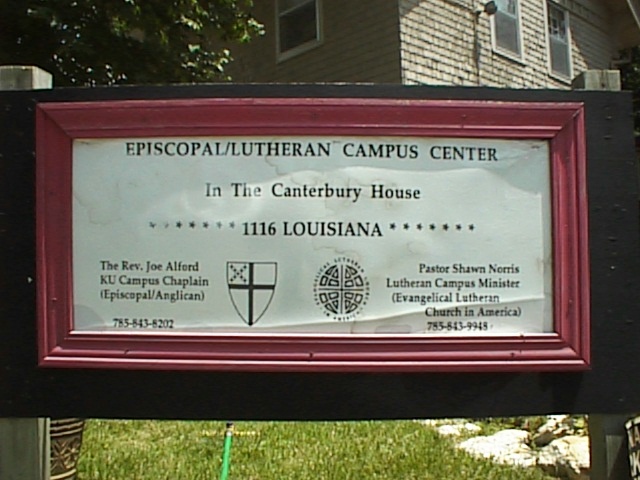 EPISCOPAL/LUTHERAN CAMPUS CENTER
In The Canterbury House
* * * * * * * 1116 LOUISIANA * * * * * * *
The Rev. Joe Alford
KU Campus Chaplain
(Episcopal/Anglican)
785-843-8202
Pastor Shawn Norris
Lutheran Campus Minister
(Evangelical Lutheran
Church in America)
785-843-9948